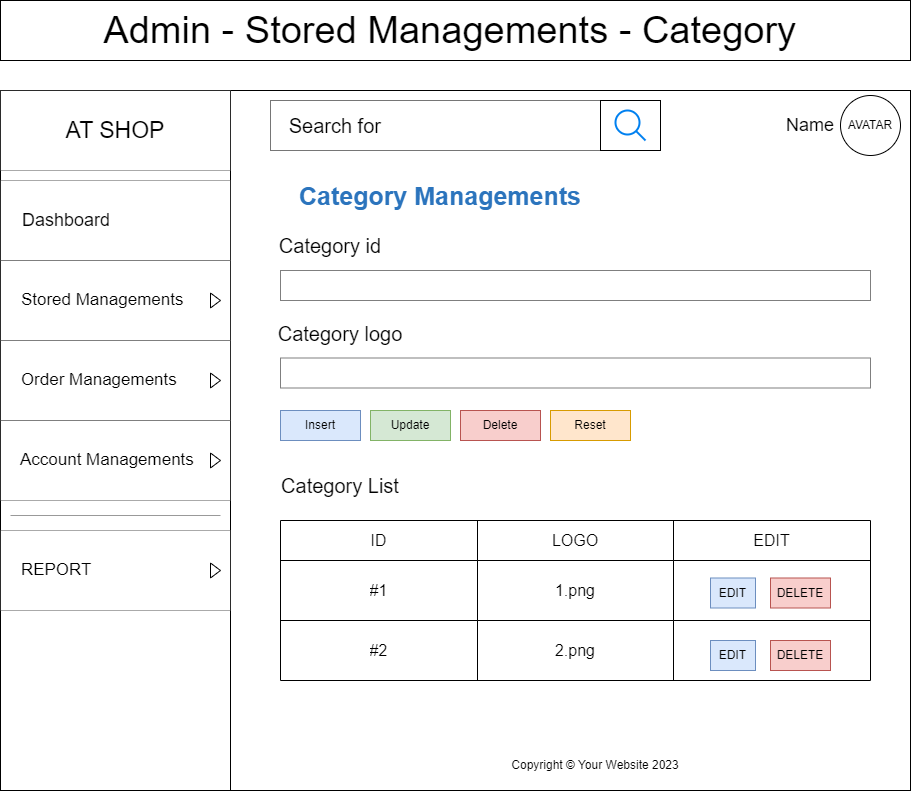 Admin - Stored Managements - Category
AT SHOP
Search for
Name
AVATAR
Dashboard
Stored Managements
Order Managements
Account Managements
REPORT
Category Managements
Category id
Category logo
Insert
Update
Delete
Reset
Category List
ID
LOGO
EDIT
#1
1.png
EDIT
DELETE
#2
2.png
EDIT
DELETE
Copyright © Your Website 2023